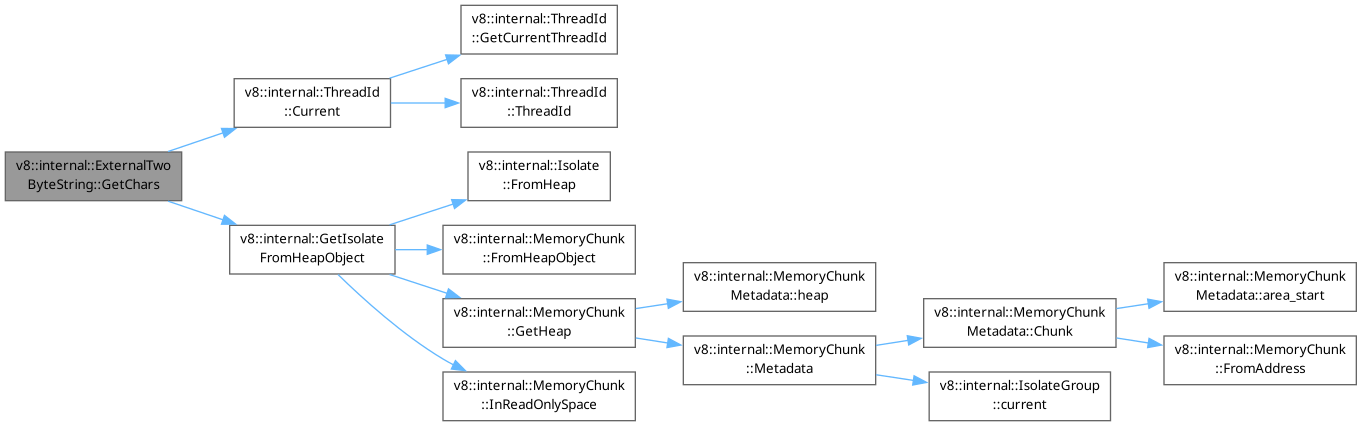 v8::internal::ThreadId
::GetCurrentThreadId
v8::internal::ThreadId
::Current
v8::internal::ThreadId
::ThreadId
v8::internal::ExternalTwo
ByteString::GetChars
v8::internal::Isolate
::FromHeap
v8::internal::GetIsolate
FromHeapObject
v8::internal::MemoryChunk
::FromHeapObject
v8::internal::MemoryChunk
::GetHeap
v8::internal::MemoryChunk
::InReadOnlySpace
v8::internal::MemoryChunk
Metadata::heap
v8::internal::MemoryChunk
::Metadata
v8::internal::MemoryChunk
Metadata::Chunk
v8::internal::IsolateGroup
::current
v8::internal::MemoryChunk
Metadata::area_start
v8::internal::MemoryChunk
::FromAddress